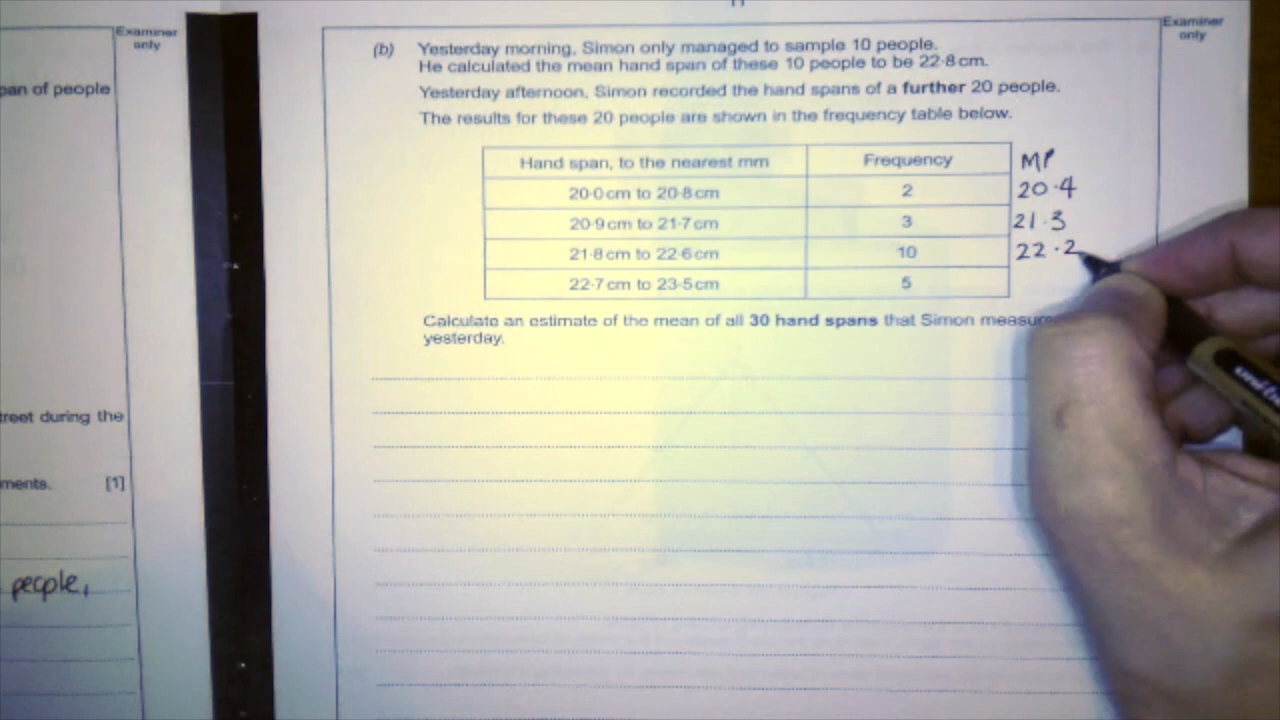 Examiner
only
pan of people
treet during the
ments. [1]
people,
Examiner
only
(b) Yesterday morning, Simon only managed to sample 10 people.
He calculated the mean hand span of these 10 people to be 22·8 cm.
Yesterday afternoon, Simon recorded the hand spans of a further 20 people.
The results for these 20 people are shown in the frequency table below.
Hand span, to the nearest mm Frequency MP
20·0 cm to 20·8 cm 2 20·4
20·9 cm to 21·7 cm 3 21·3
21·8 cm to 22·6 cm 10 22·2
22·7 cm to 23·5 cm 5
Calculate an estimate of the mean of all 30 hand spans that Simon measure
yesterday.